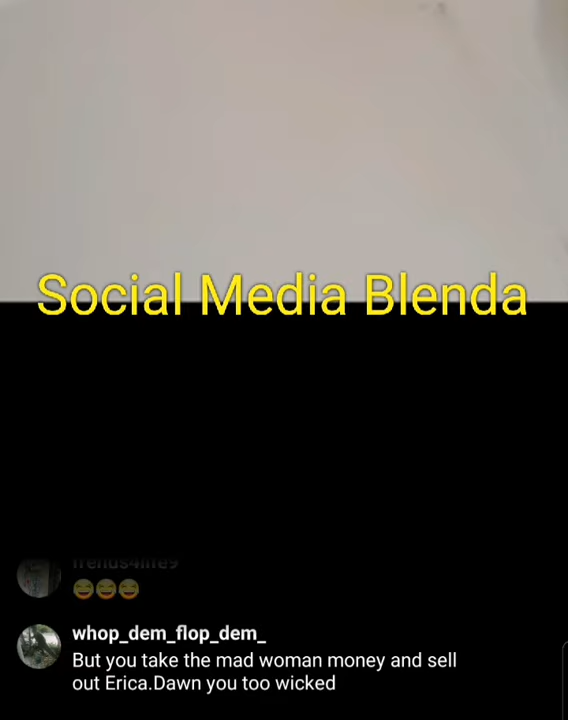 Social Media Blenda
trends4life9
😆😆😆
whop_dem_flop_dem_
But you take the mad woman money and sell
out Erica.Dawn you too wicked